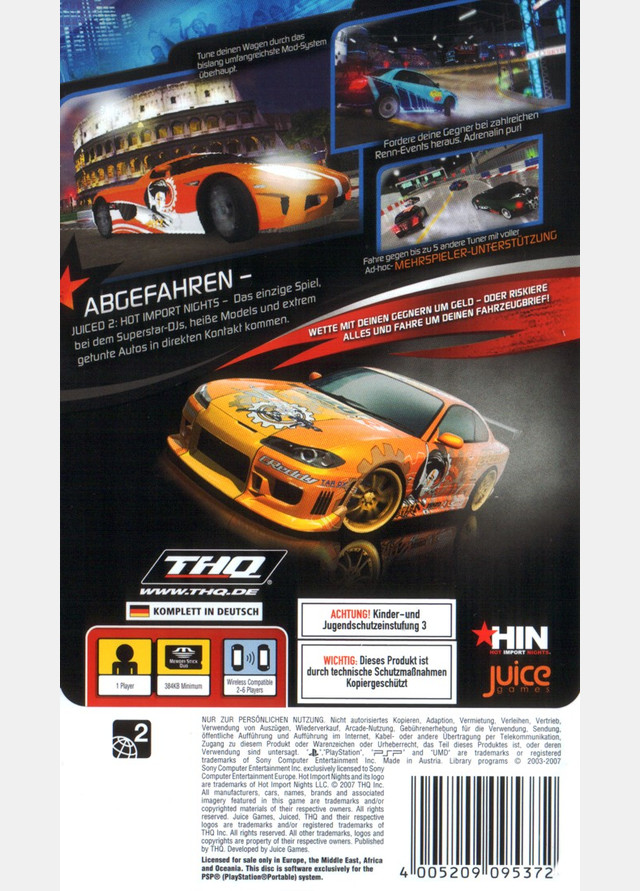 Tune deinen Wagen durch das
bislang umfangreichste Mod-System
überhaupt.
Fordere deine Gegner bei zahlreichen
Renn-Events heraus. Adrenalin pur!
Fahre gegen bis zu 5 andere Tuner mit voller
Ad-hoc- MEHRSPIELER-UNTERSTÜTZUNG
ABGEFAHREN –
JUICED 2: HOT IMPORT NIGHTS – Das einzige Spiel,
bei dem Superstar-DJs, heiße Models und extrem
getunte Autos in direkten Kontakt kommen.
WETTE MIT DEINEN GEGNERN UM GELD – ODER RISKIERE
ALLES UND FAHRE UM DEINEN FAHRZEUGBRIEF!
GReddy
THQ®
WWW.THQ.DE
KOMPLETT IN DEUTSCH
ACHTUNG! Kinder-und
Jugendschutzeinstufung 3
WICHTIG: Dieses Produkt ist
durch technische Schutzmaßnahmen
Kopiergeschützt
HIN
HOT IMPORT NIGHTS
juice
games
1 Player
Memory Stick
Duo
384KB Minimum
Wireless Compatible
2-6 Players
2
NUR ZUR PERSÖNLICHEN NUTZUNG. Nicht autorisiertes Kopieren, Adaption, Vermietung, Verleihen, Vertrieb,
Verwendung von Auszügen, Wiederverkauf, Arcade-Nutzung, Gebührenerhebung für die Verwendung, Sendung,
öffentliche Aufführung und Aufführung im Internet, Kabel- oder andere Übertragung per Telekommunikation,
Zugang zu diesem Produkt oder Warenzeichen oder Urheberrecht, das Teil dieses Produktes ist, oder deren
Verwendung sind untersagt. " ","PlayStation", "PSP" and "UMD" are trademarks or registered
trademarks of Sony Computer Entertainment Inc. Made in Austria. Library programs © 2003-2007
Sony Computer Entertainment Inc. exclusively licensed to Sony
Computer Entertainment Europe. Hot Import Nights and its logo
are trademarks of Hot Import Nights LLC. © 2007 THQ Inc.
All manufacturers, cars, names, brands and associated
imagery featured in this game are trademarks and/or
copyrighted materials of their respective owners. All rights
reserved. Juice Games, Juiced, THQ and their respective
logos are trademarks and/or registered trademarks of
THQ Inc. All rights reserved. All other trademarks, logos and
copyrights are property of their respective owners.
Published by THQ. Developed by Juice Games.
Licensed for sale only in Europe, the Middle East, Africa
and Oceania. This disc is software exclusively for the
PSP® (PlayStation®Portable) system.
4 005209 095372